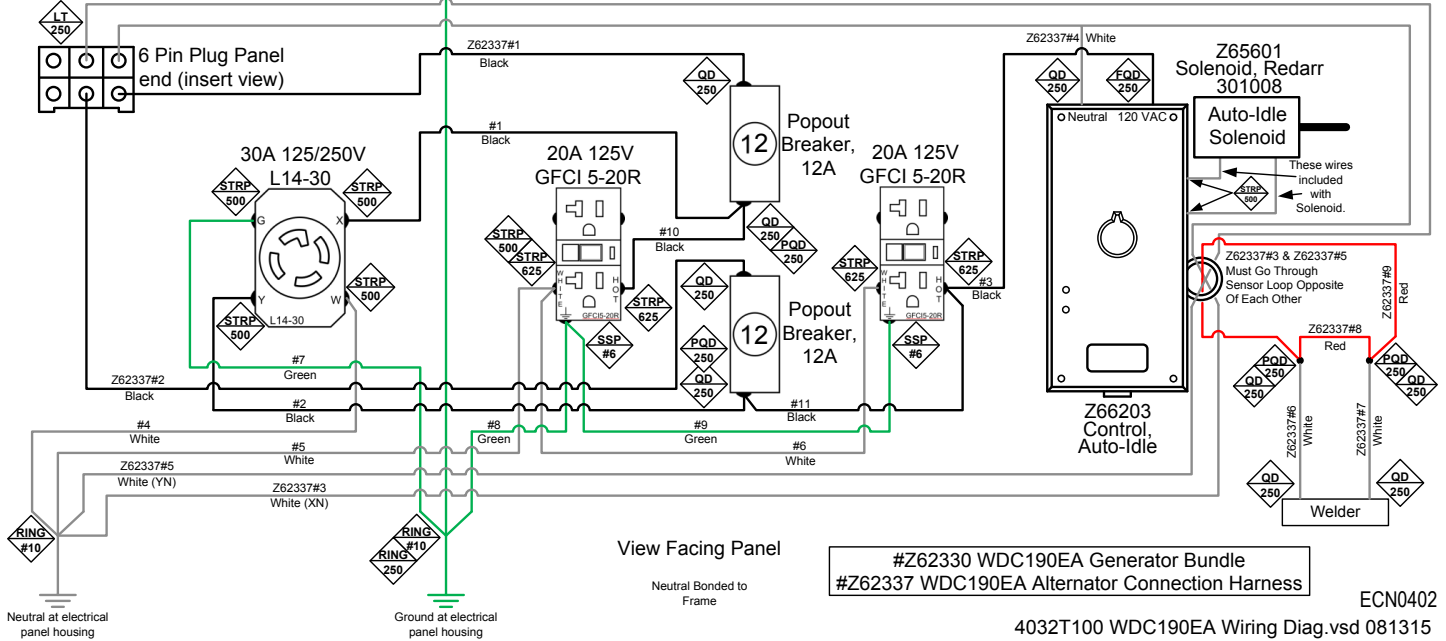 LT
250
6 Pin Plug Panel
end (insert view)
Z62337#1
Black
QD
250
Z62337#4
White
QD
250
FQD
250
Z65601
Solenoid, Redarr
301008
Auto-Idle
Solenoid
These wires
included
with
Solenoid.
STRP
500
Neutral
120 VAC
#1
Black
30A 125/250V
L14-30
STRP
500
STRP
500
G
X
Y
W
L14-30
STRP
500
STRP
500
20A 125V
GFCI 5-20R
STRP
500
STRP
625
WHITE
HOT
GFCI5-20R
STRP
625
SSP
#6
12
Popout
Breaker,
12A
#10
Black
QD
250
PQD
250
QD
250
12
Popout
Breaker,
12A
PQD
250
QD
250
20A 125V
GFCI 5-20R
STRP
625
STRP
625
WHITE
HOT
GFCI5-20R
SSP
#6
#3
Black
Z62337#3 & Z62337#5
Must Go Through
Sensor Loop Opposite
Of Each Other
Z62337#9
Red
Z62337#8
Red
PQD
250
QD
250
PQD
250
QD
250
Z62337#6
White
Z62337#7
White
QD
250
QD
250
Welder
Z66203
Control,
Auto-Idle
#7
Green
Z62337#2
Black
#2
Black
#11
Black
#4
White
#8
Green
#9
Green
#5
White
#6
White
Z62337#5
White (YN)
Z62337#3
White (XN)
RING
#10
RING
#10
RING
250
Neutral at electrical
panel housing
Ground at electrical
panel housing
View Facing Panel
Neutral Bonded to
Frame
#Z62330 WDC190EA Generator Bundle
#Z62337 WDC190EA Alternator Connection Harness
ECN0402
4032T100 WDC190EA Wiring Diag.vsd 081315